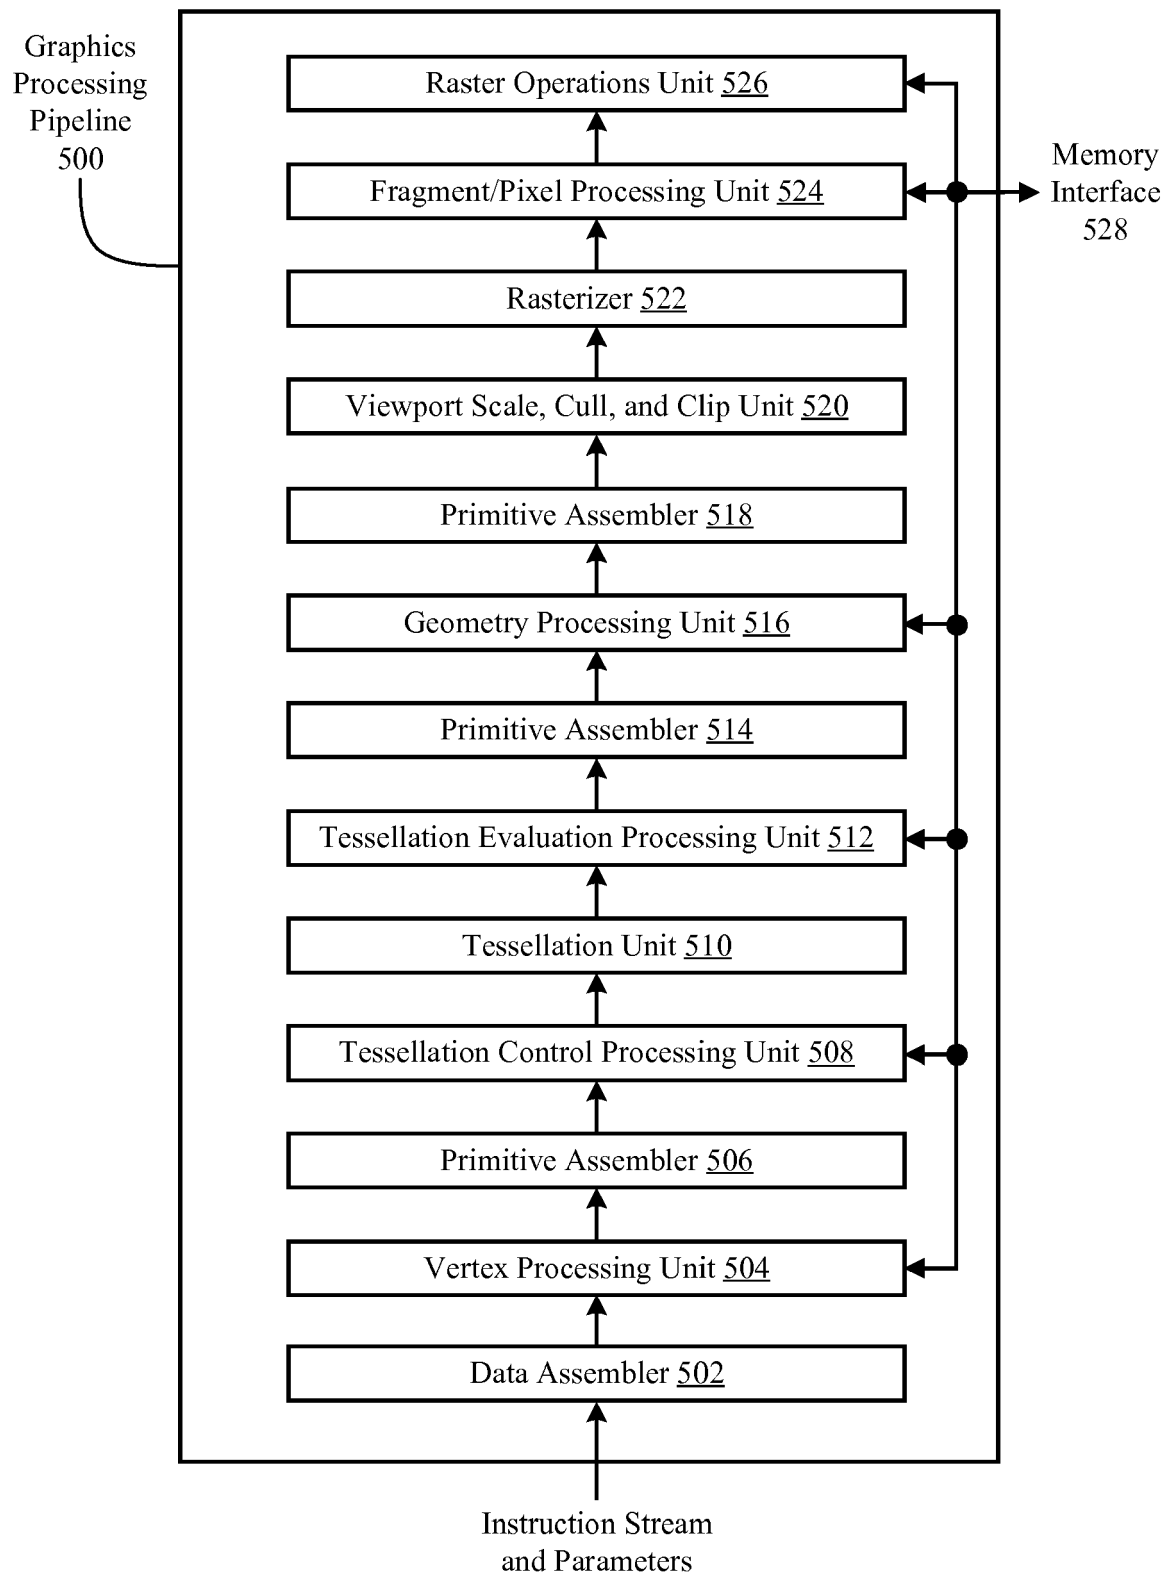 Graphics
Processing
Pipeline
500
Raster Operations Unit 526
Fragment/Pixel Processing Unit 524
Memory
Interface
528
Rasterizer 522
Viewport Scale, Cull, and Clip Unit 520
Primitive Assembler 518
Geometry Processing Unit 516
Primitive Assembler 514
Tessellation Evaluation Processing Unit 512
Tessellation Unit 510
Tessellation Control Processing Unit 508
Primitive Assembler 506
Vertex Processing Unit 504
Data Assembler 502
Instruction Stream
and Parameters